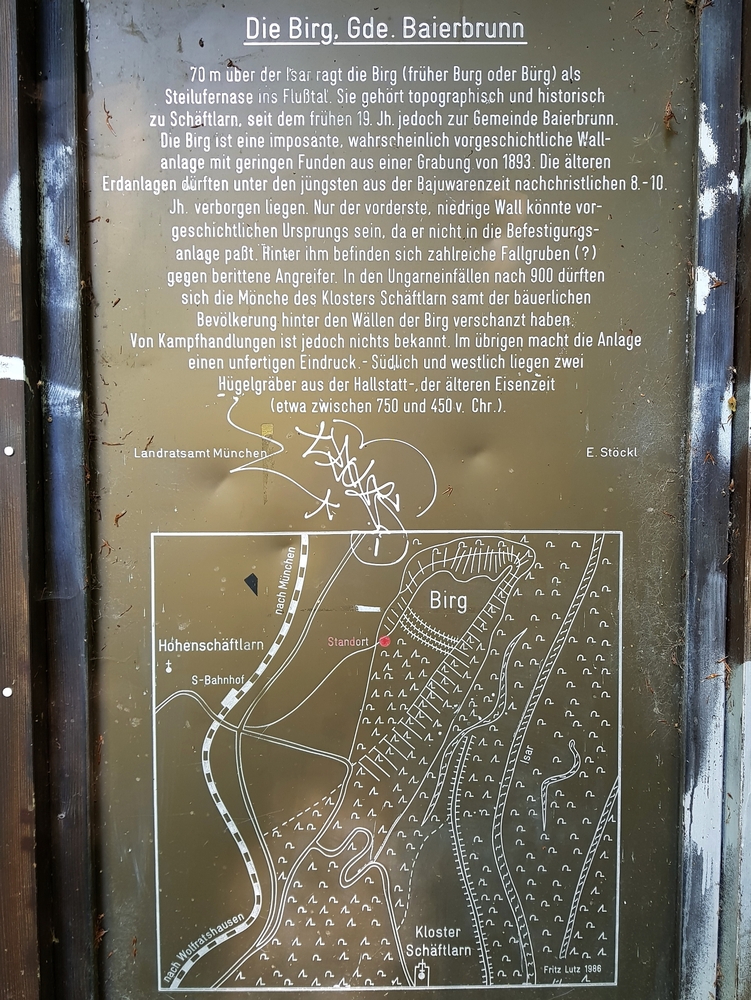 Die Birg, Gde. Baierbrunn
70 m über der Isar ragt die Birg (früher Burg oder Bürg) als
Steilufernase ins Flußtal. Sie gehört topographisch und historisch
zu Schäftlarn, seit dem frühen 19. Jh. jedoch zur Gemeinde Baierbrunn.
Die Birg ist eine imposante, wahrscheinlich vorgeschichtliche Wall-
anlage mit geringen Funden aus einer Grabung von 1893. Die älteren
Erdanlagen dürften unter den jüngsten aus der Bajuwarenzeit nachchristlichen 8.-10.
Jh. verborgen liegen. Nur der vorderste, niedrige Wall könnte vor-
geschichtlichen Ursprungs sein, da er nicht in die Befestigungs-
anlage paßt. Hinter ihm befinden sich zahlreiche Fallgruben (?)
gegen berittene Angreifer. In den Ungarneinfällen nach 900 dürften
sich die Mönche des Klosters Schäftlarn samt der bäuerlichen
Bevölkerung hinter den Wällen der Birg verschanzt haben.
Von Kampfhandlungen ist jedoch nichts bekannt. Im übrigen macht die Anlage
einen unfertigen Eindruck.- Südlich und westlich liegen zwei
Hügelgräber aus der Hallstatt-, der älteren Eisenzeit
(etwa zwischen 750 und 450 v. Chr.).
Landratsamt München
E. Stöckl
nach München
Birg
Standort
Hohenschäftlarn
S-Bahnhof
Isar
nach Wolfratshausen
Kloster
Schäftlarn
Fritz Lutz 1986